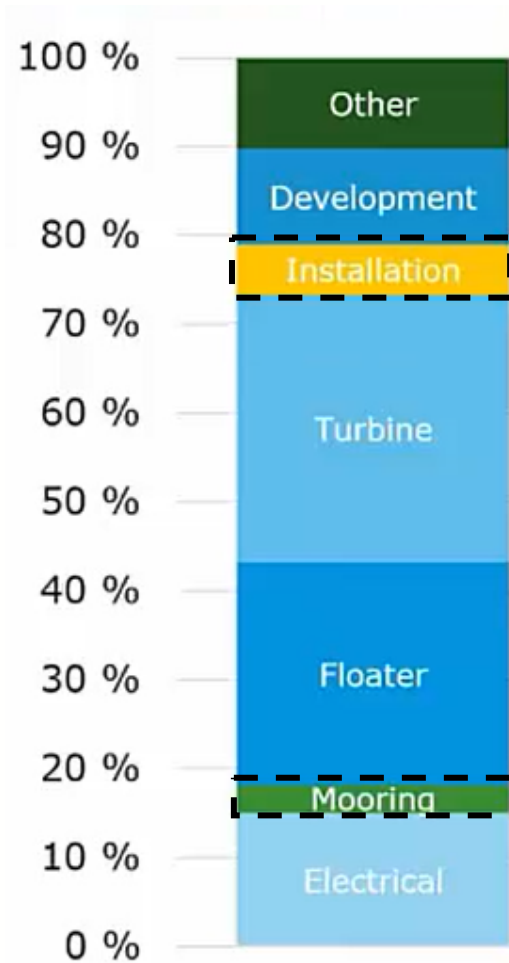 100 %
Other
90 %
Development
80 %
Installation
70 %
60 %
Turbine
50 %
40 %
30 %
Floater
20 %
Mooring
10 %
Electrical
0 %